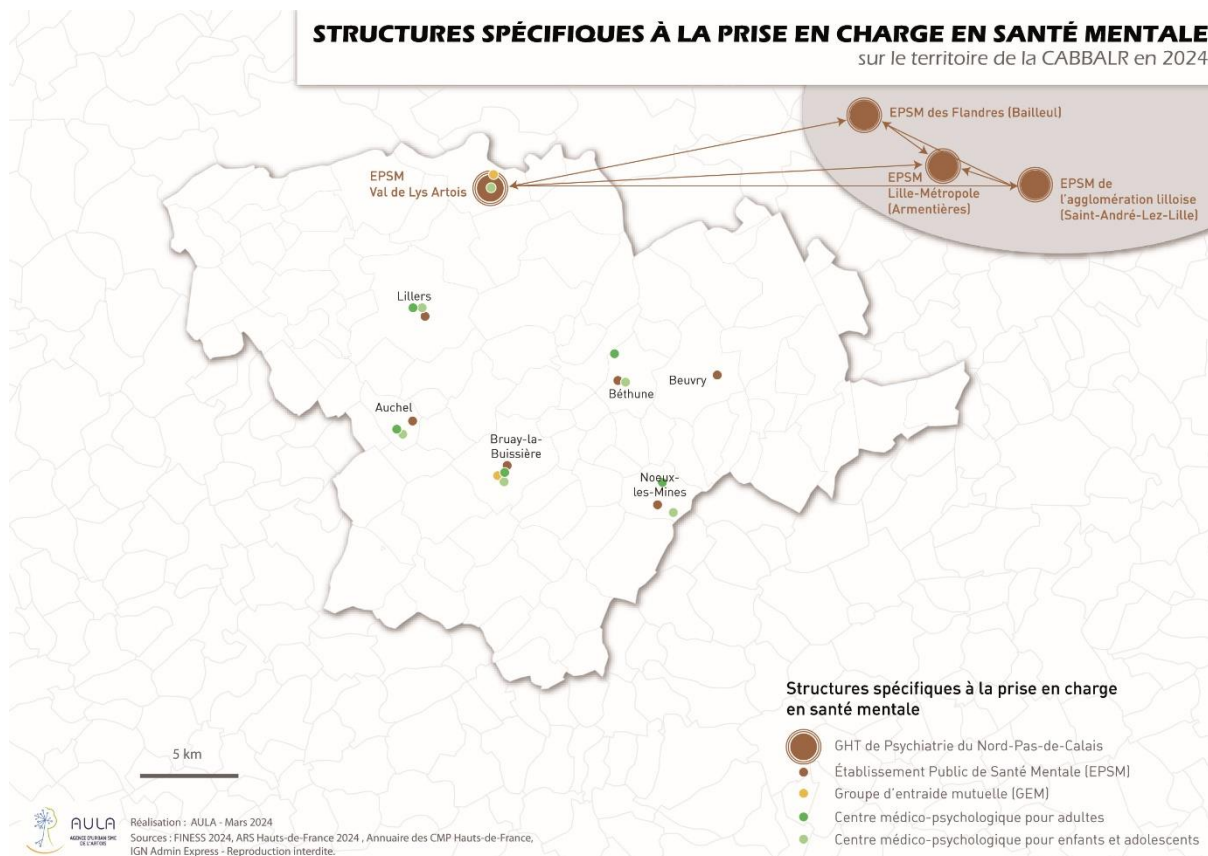 STRUCTURES SPÉCIFIQUES À LA PRISE EN CHARGE EN SANTÉ MENTALE
sur le territoire de la CABBALR en 2024
EPSM des Flandres (Bailleul)
EPSM
Val de Lys Artois
EPSM
Lille-Métropole
(Armentières)
EPSM de
l'agglomération lilloise
(Saint-André-Lez-Lille)
Lillers
Béthune
Beuvry
Auchel
Bruay-la-
Buissière
Noeux-
les-Mines
Structures spécifiques à la prise en charge
en santé mentale
GHT de Psychiatrie du Nord-Pas-de-Calais
Établissement Public de Santé Mentale (EPSM)
Groupe d'entraide mutuelle (GEM)
Centre médico-psychologique pour adultes
Centre médico-psychologique pour enfants et adolescents
5 km
AULA
AGENCE D'URBANISME
DE L'ARTOIS
Réalisation : AULA - Mars 2024
Sources : FINESS 2024, ARS Hauts-de-France 2024 , Annuaire des CMP Hauts-de-France,
IGN Admin Express - Reproduction interdite.